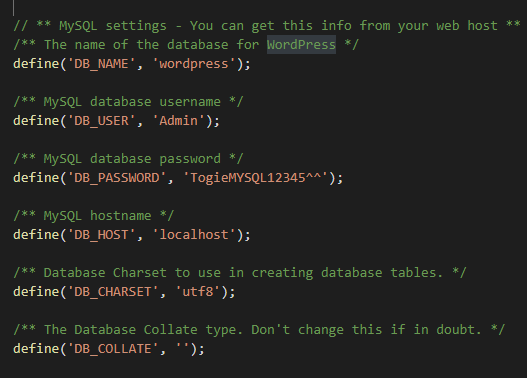 // ** MySQL settings - You can get this info from your web host **
/** The name of the database for WordPress */
define('DB_NAME', 'wordpress');
/** MySQL database username */
define('DB_USER', 'Admin');
/** MySQL database password */
define('DB_PASSWORD', 'TogieMYSQL12345^^');
/** MySQL hostname */
define('DB_HOST', 'localhost');
/** Database Charset to use in creating database tables. */
define('DB_CHARSET', 'utf8');
/** The Database Collate type. Don't change this if in doubt. */
define('DB_COLLATE', '');